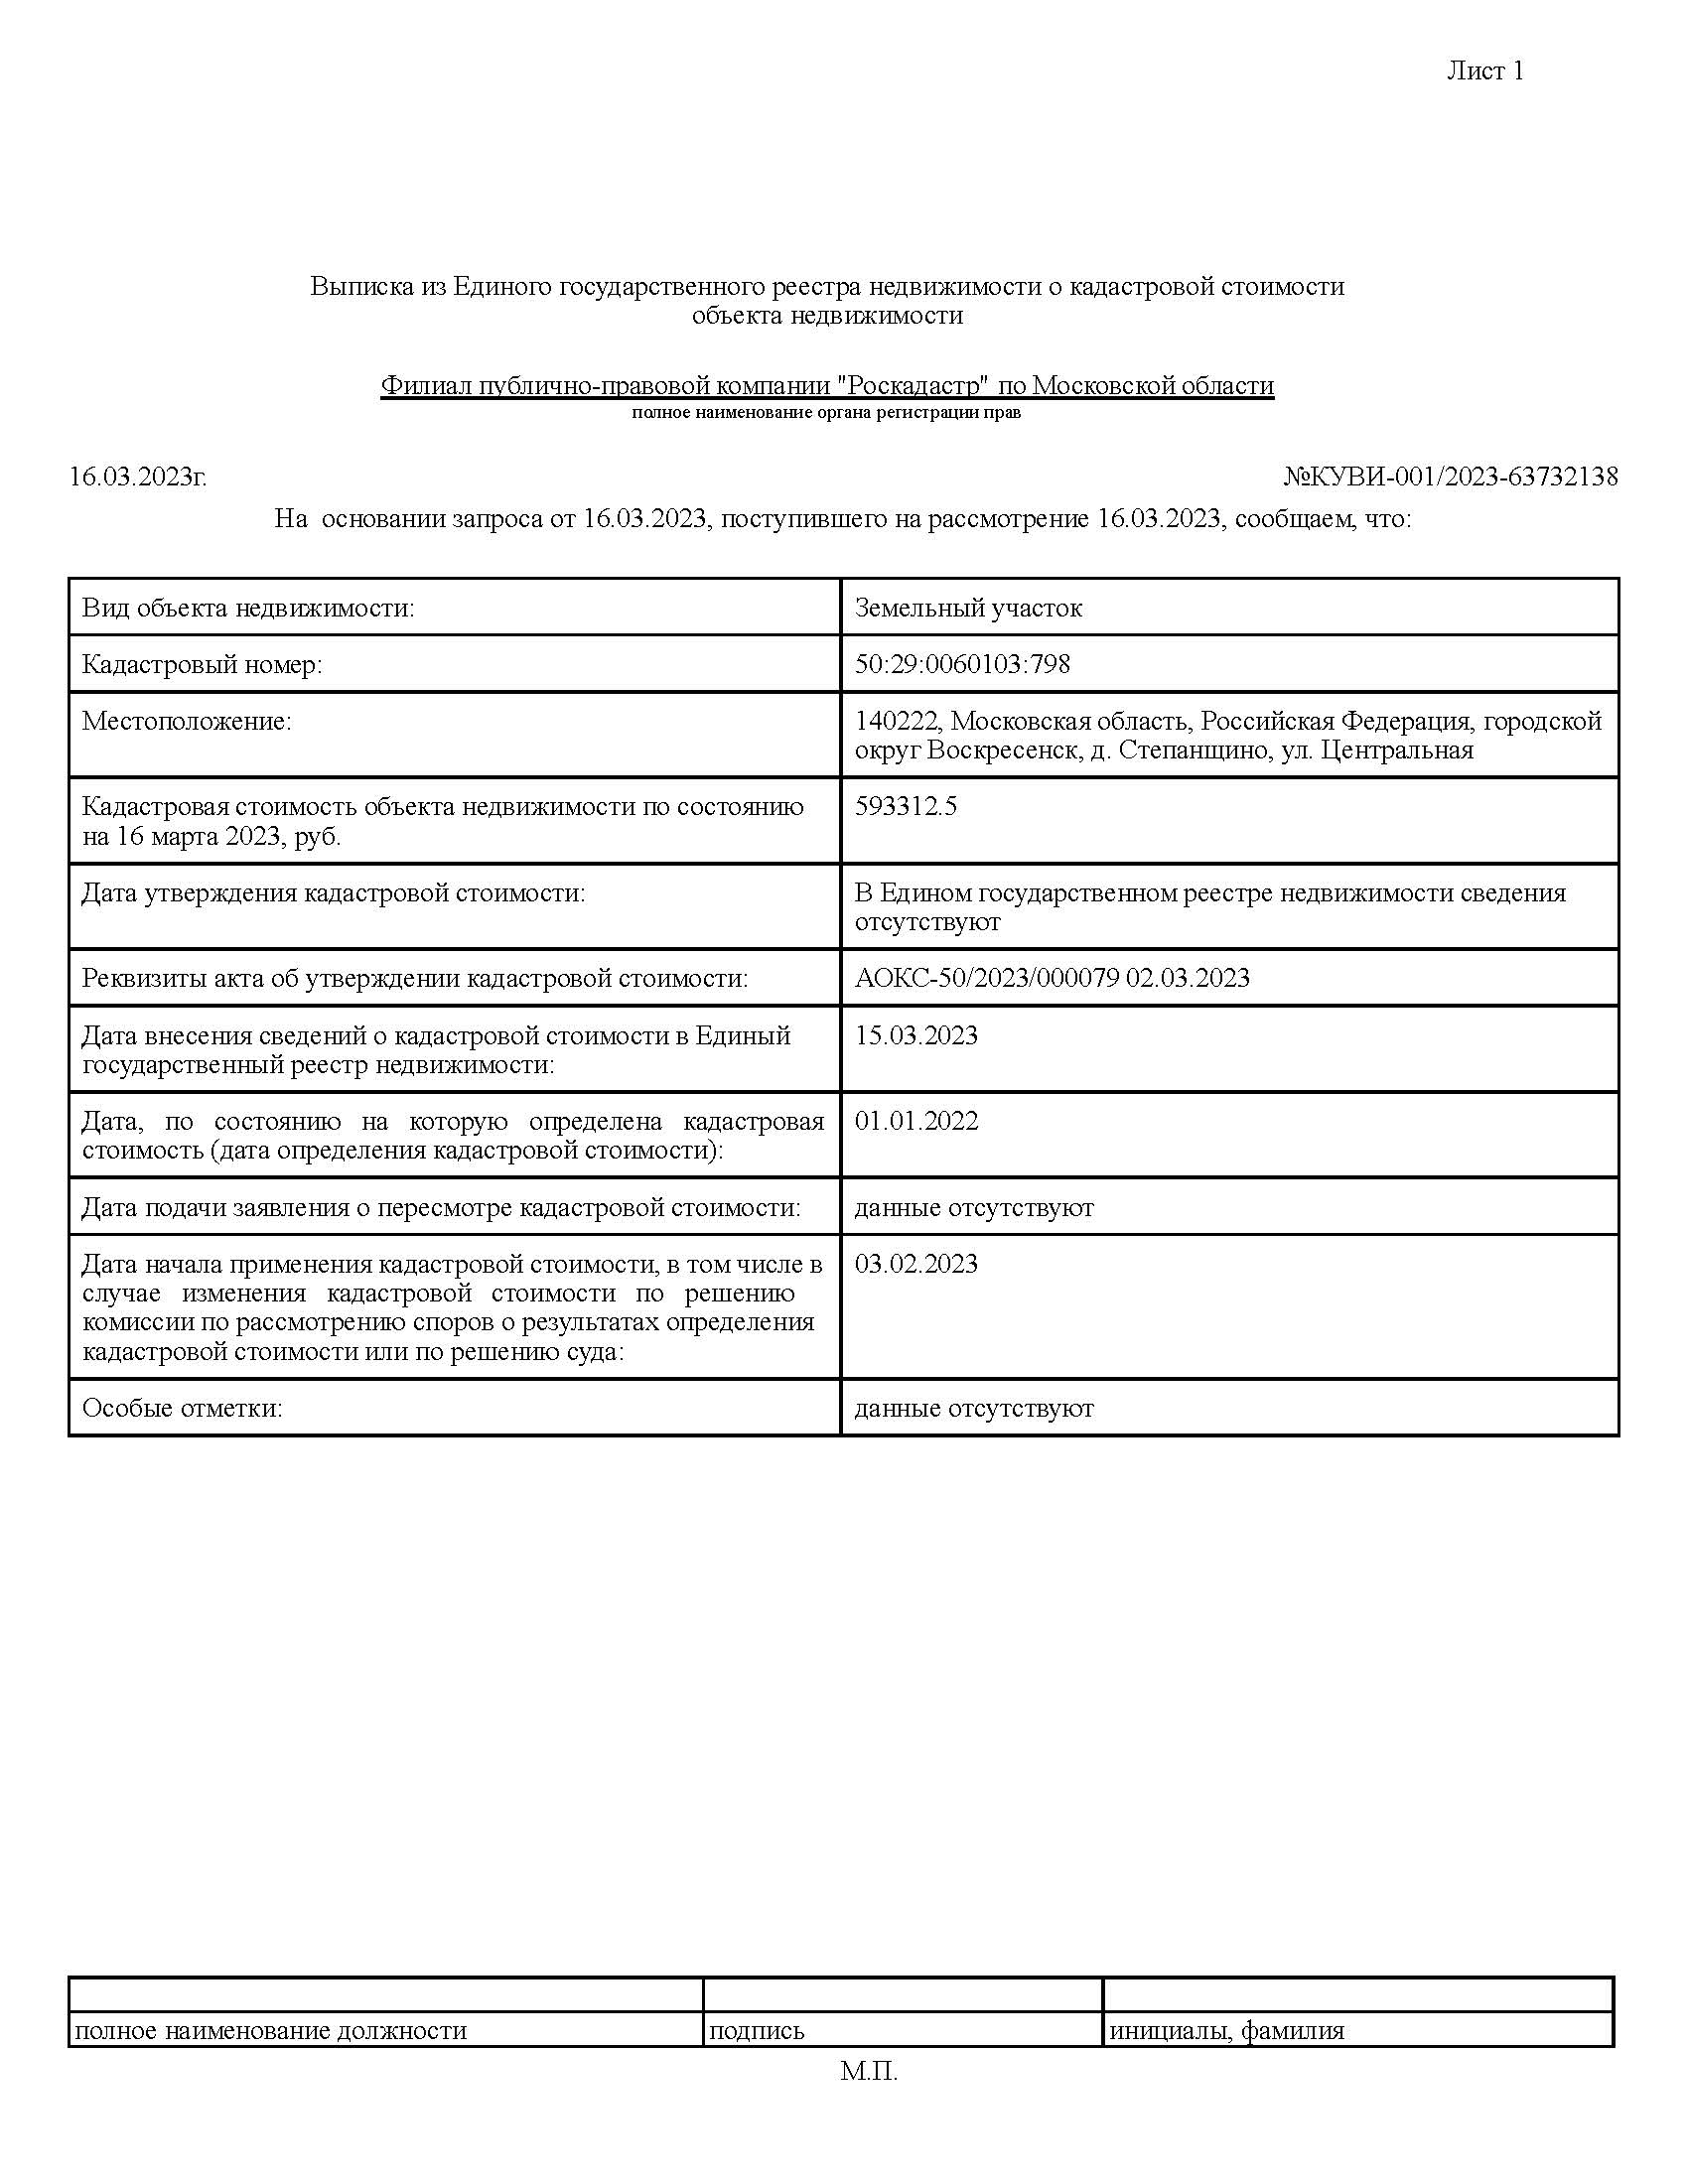 Лист 1
Выписка из Единого государственного реестра недвижимости о кадастровой стоимости
объекта недвижимости
Филиал публично-правовой компании "Роскадастр" по Московской области
полное наименование органа регистрации прав
16.03.2023г. №КУВИ-001/2023-63732138
На основании запроса от 16.03.2023, поступившего на рассмотрение 16.03.2023, сообщаем, что:
Вид объекта недвижимости: Земельный участок
Кадастровый номер: 50:29:0060103:798
Местоположение: 140222, Московская область, Российская Федерация, городской
округ Воскресенск, д. Степанщино, ул. Центральная
Кадастровая стоимость объекта недвижимости по состоянию 593312.5
на 16 марта 2023, руб.
Дата утверждения кадастровой стоимости: В Едином государственном реестре недвижимости сведения
отсутствуют
Реквизиты акта об утверждении кадастровой стоимости: АОКС-50/2023/000079 02.03.2023
Дата внесения сведений о кадастровой стоимости в Единый 15.03.2023
государственный реестр недвижимости:
Дата, по состоянию на которую определена кадастровая 01.01.2022
стоимость (дата определения кадастровой стоимости):
Дата подачи заявления о пересмотре кадастровой стоимости: данные отсутствуют
Дата начала применения кадастровой стоимости, в том числе в 03.02.2023
случае изменения кадастровой стоимости по решению
комиссии по рассмотрению споров о результатах определения
кадастровой стоимости или по решению суда:
Особые отметки: данные отсутствуют
полное наименование должности подпись инициалы, фамилия
М.П.